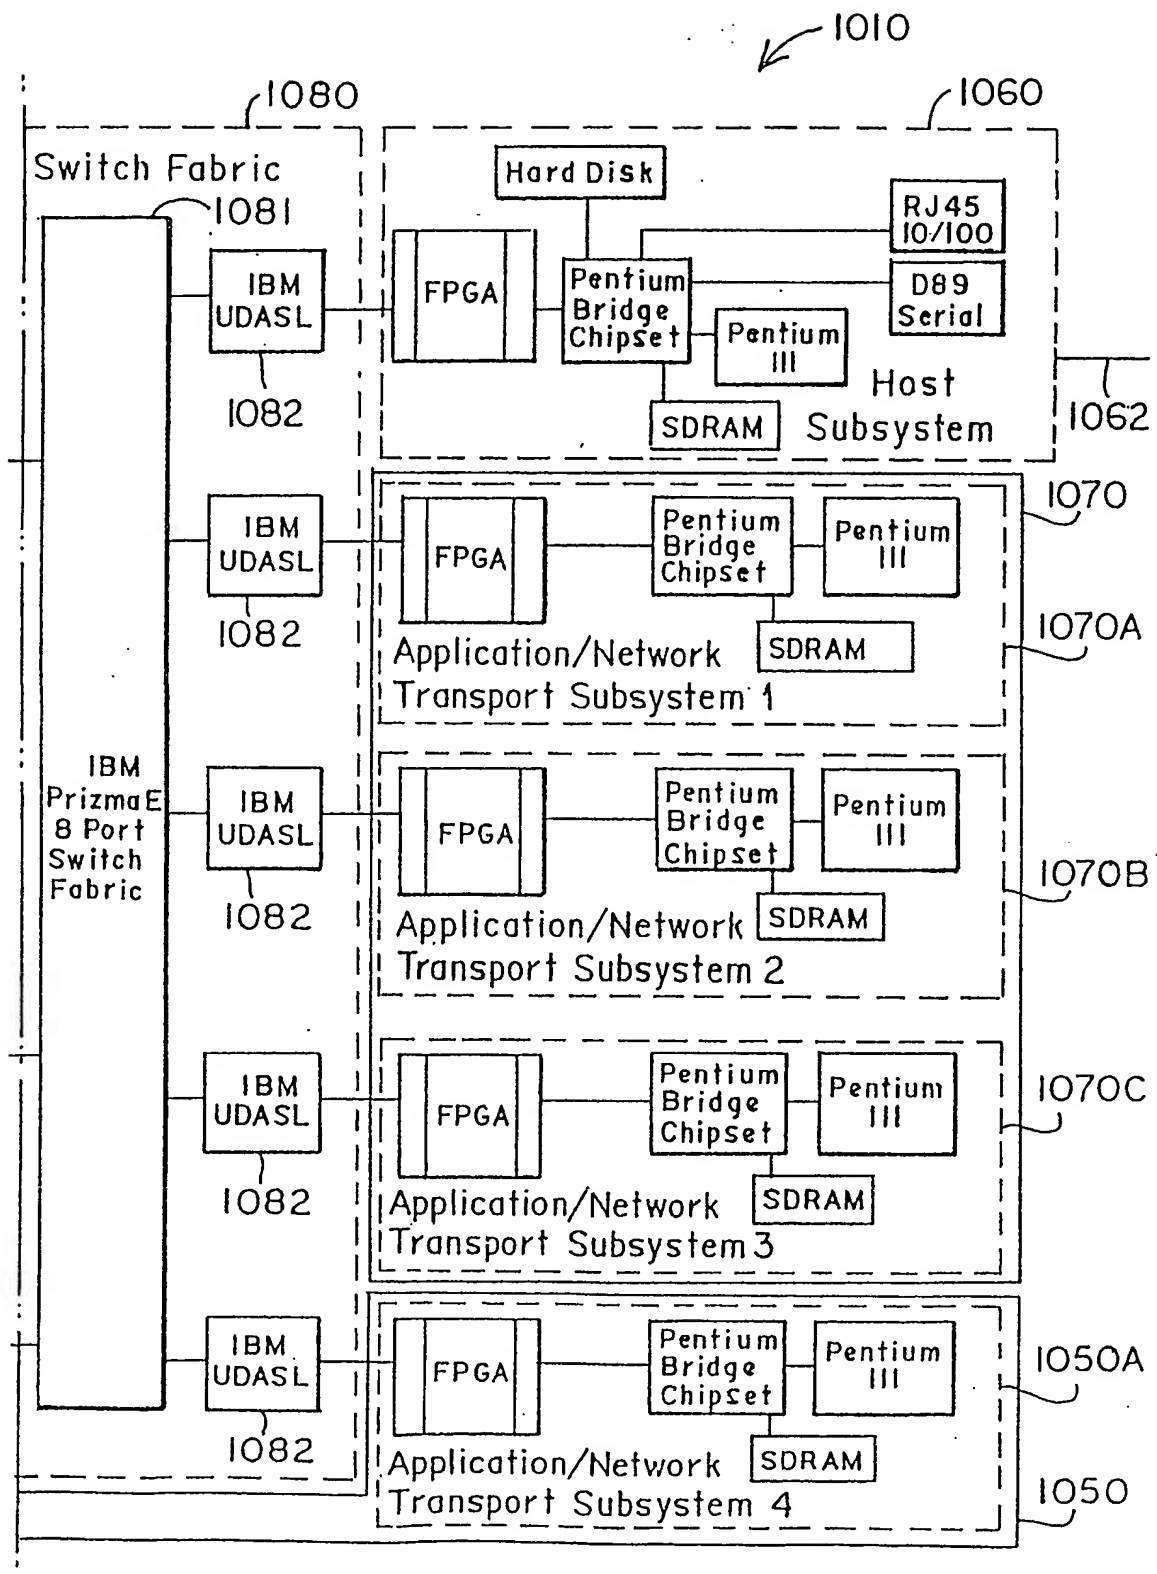 1010
1080
1060
Switch Fabric
1081
Hard Disk
RJ45
10/100
IBM
UDASL
FPGA
Pentium
Bridge
Chipset
D89
Serial
Pentium
III
1082
SDRAM
Host
Subsystem
1062
1070
IBM
UDASL
FPGA
Pentium
Bridge
Chipset
Pentium
III
1082
SDRAM
1070A
Application/Network
Transport Subsystem 1
IBM
PrizmaE
8 Port
Switch
Fabric
IBM
UDASL
FPGA
Pentium
Bridge
Chipset
Pentium
III
1070B
1082
SDRAM
Application/Network
Transport Subsystem 2
IBM
UDASL
FPGA
Pentium
Bridge
Chipset
Pentium
III
1070C
1082
SDRAM
Application/Network
Transport Subsystem 3
IBM
UDASL
FPGA
Pentium
Bridge
Chipset
Pentium
III
1050A
1082
SDRAM
Application/Network
Transport Subsystem 4
1050